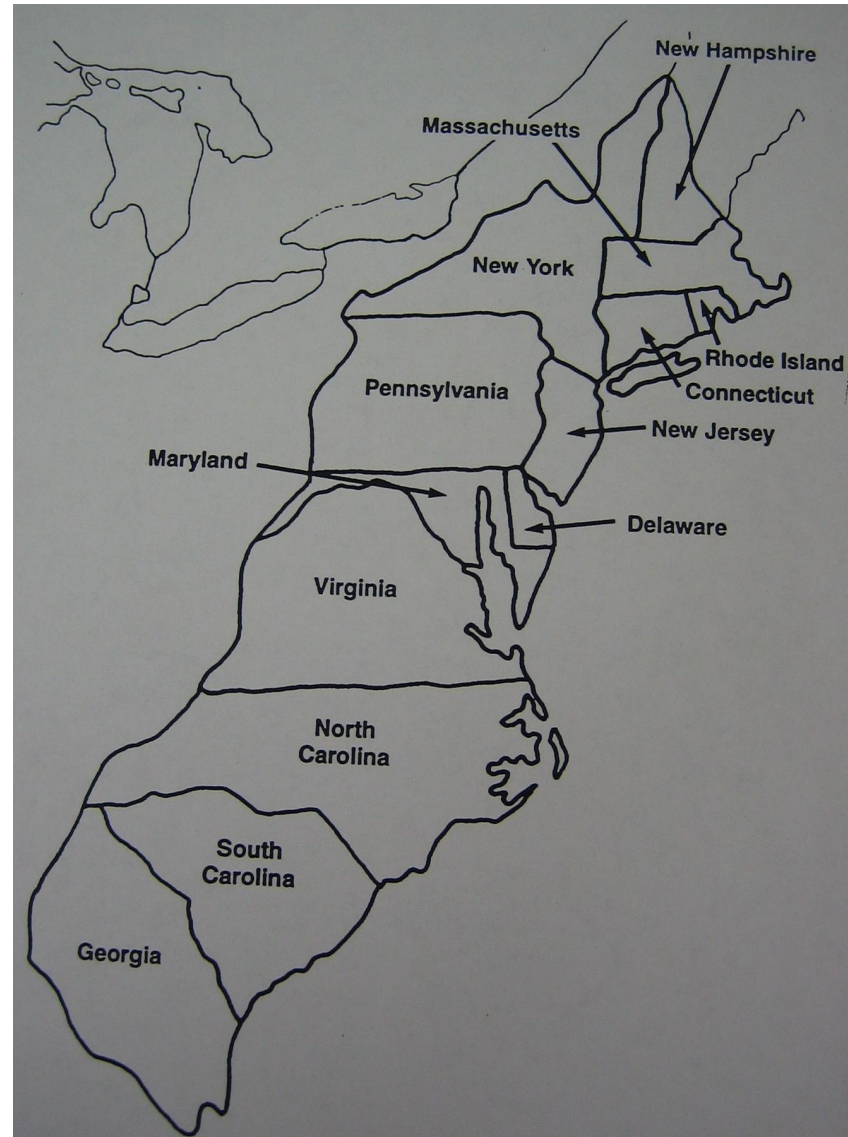 New Hampshire
Massachusetts
New York
Rhode Island
Pennsylvania
Connecticut
New Jersey
Maryland
Delaware
Virginia
North
Carolina
South
Carolina
Georgia